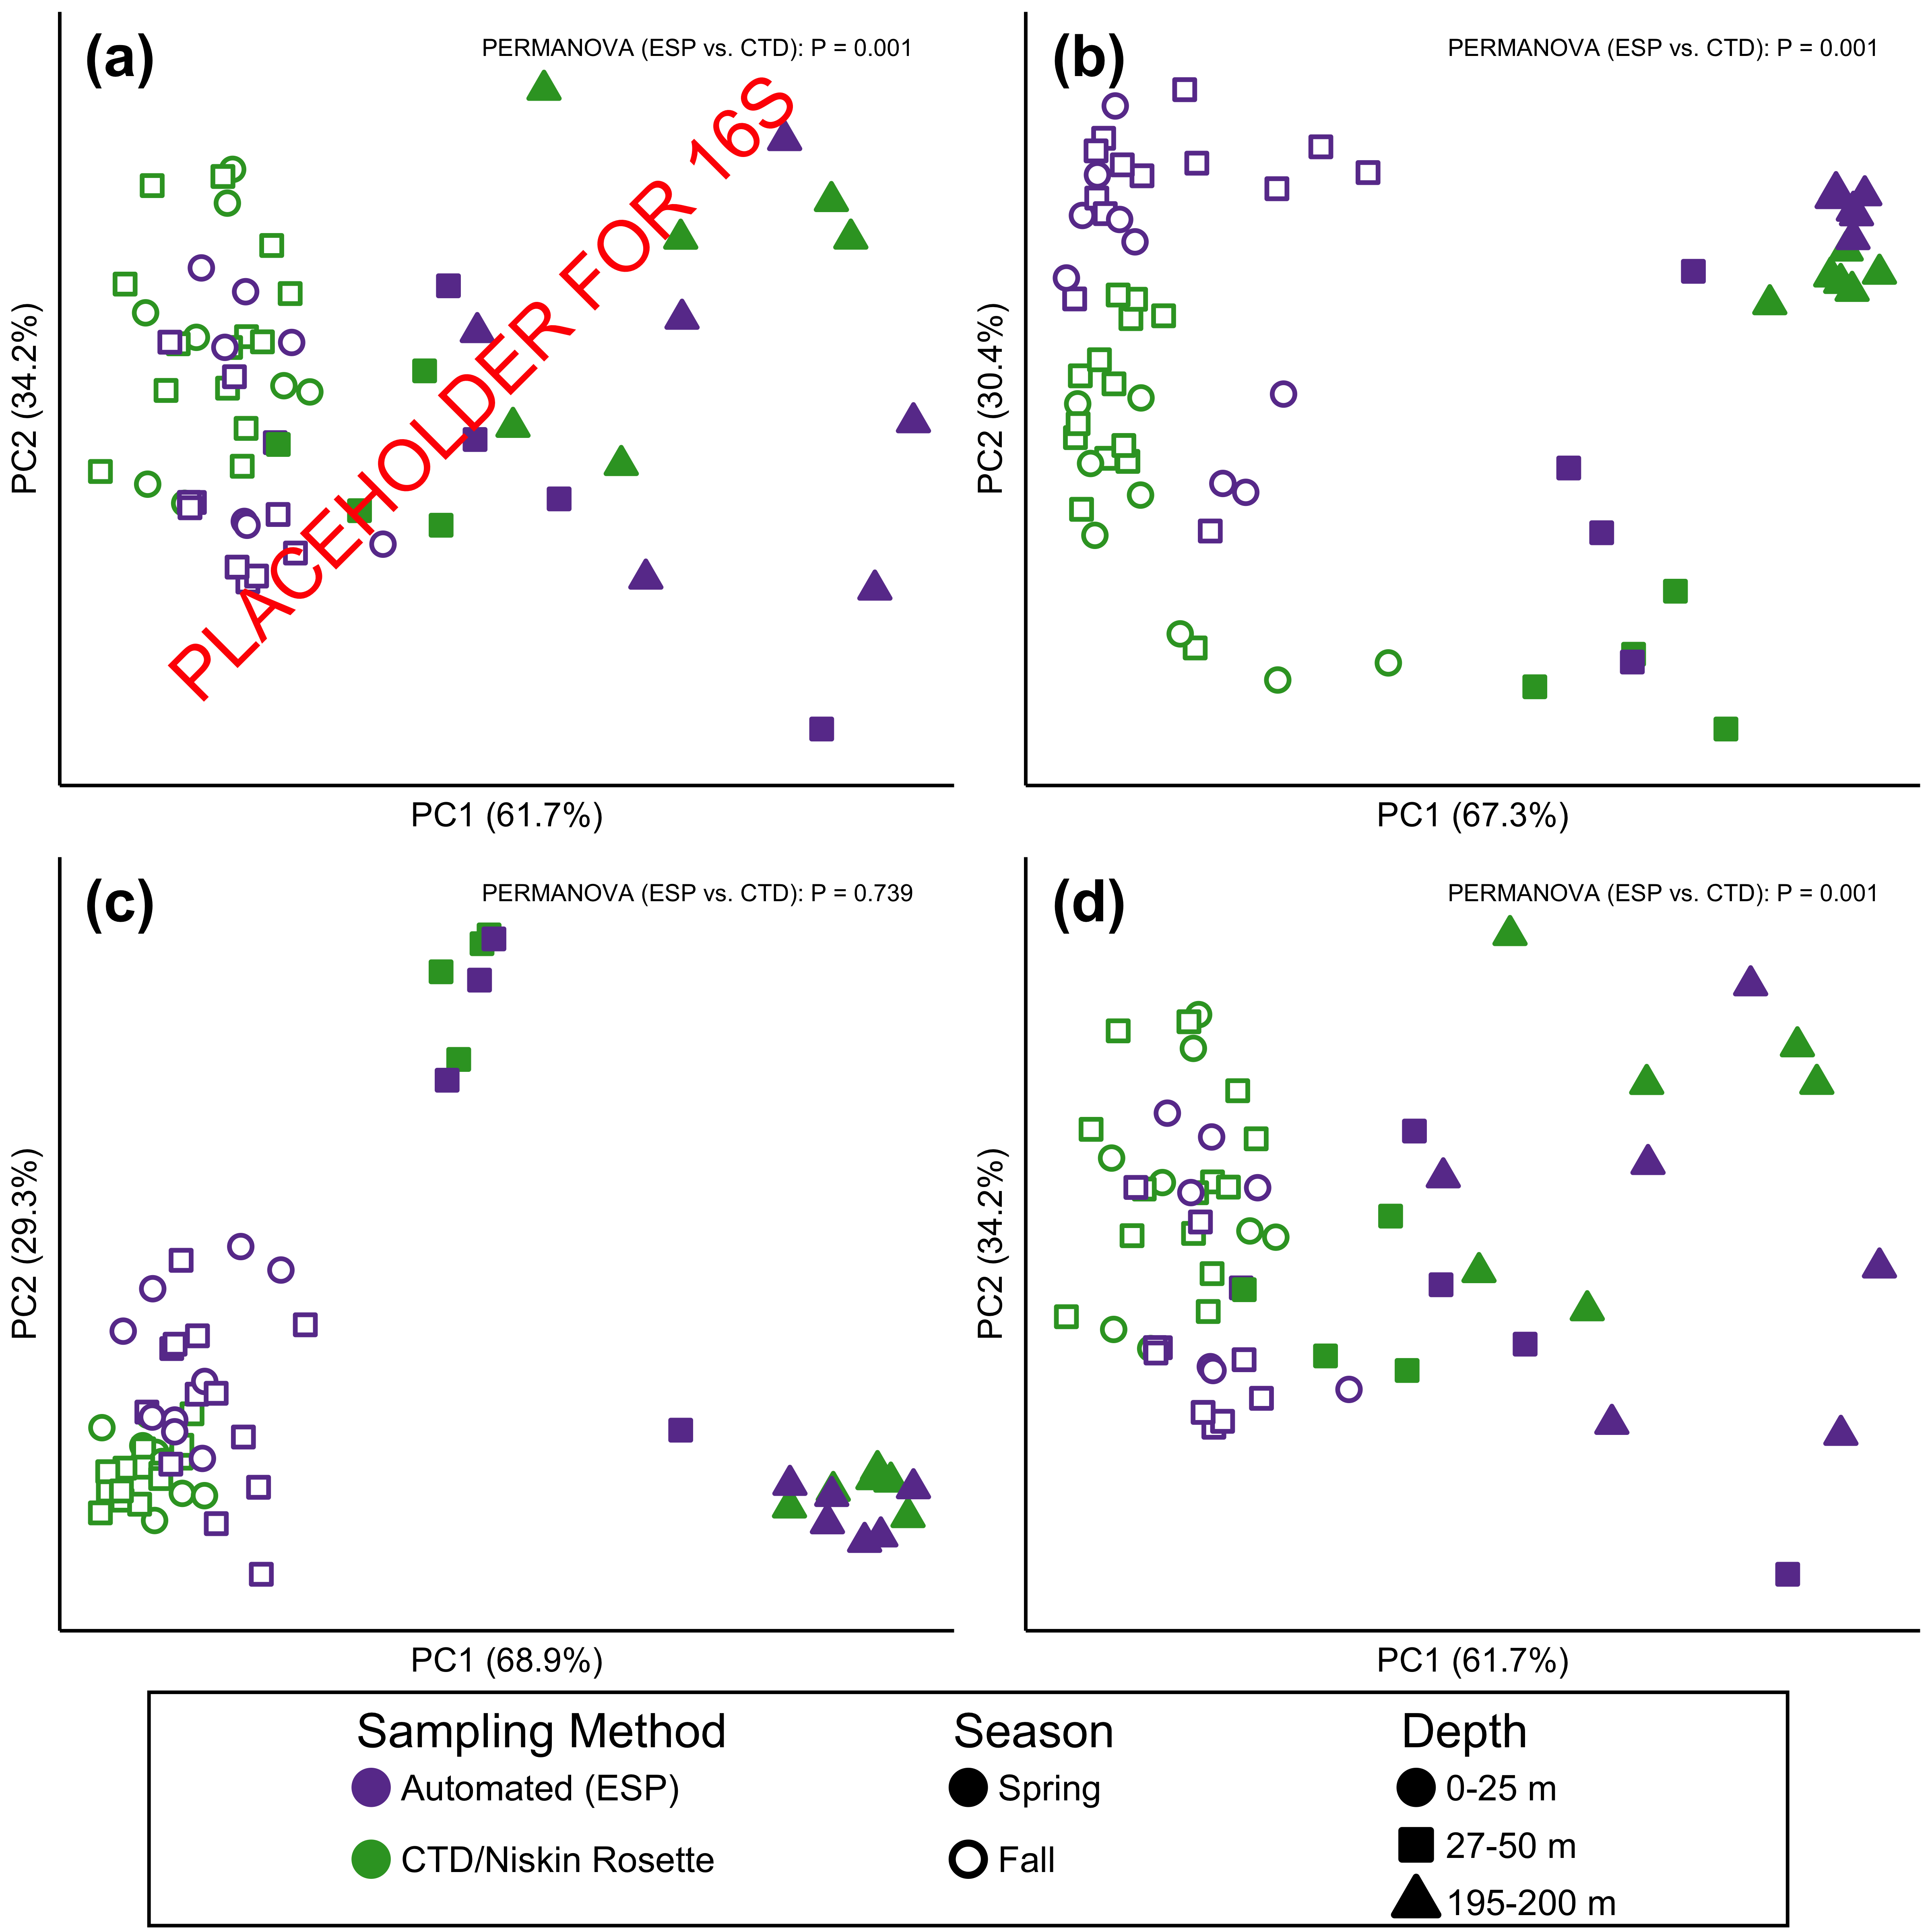 (a)
PERMANOVA (ESP vs. CTD): P = 0.001
PLACEHOLDER FOR 16S
PC2 (34.2%)
PC1 (61.7%)
(b)
PERMANOVA (ESP vs. CTD): P = 0.001
PC2 (30.4%)
PC1 (67.3%)
(c)
PERMANOVA (ESP vs. CTD): P = 0.739
PC2 (29.3%)
PC1 (68.9%)
(d)
PERMANOVA (ESP vs. CTD): P = 0.001
PC2 (34.2%)
PC1 (61.7%)
Sampling Method
Automated (ESP)
CTD/Niskin Rosette
Season
Spring
Fall
Depth
0-25 m
27-50 m
195-200 m